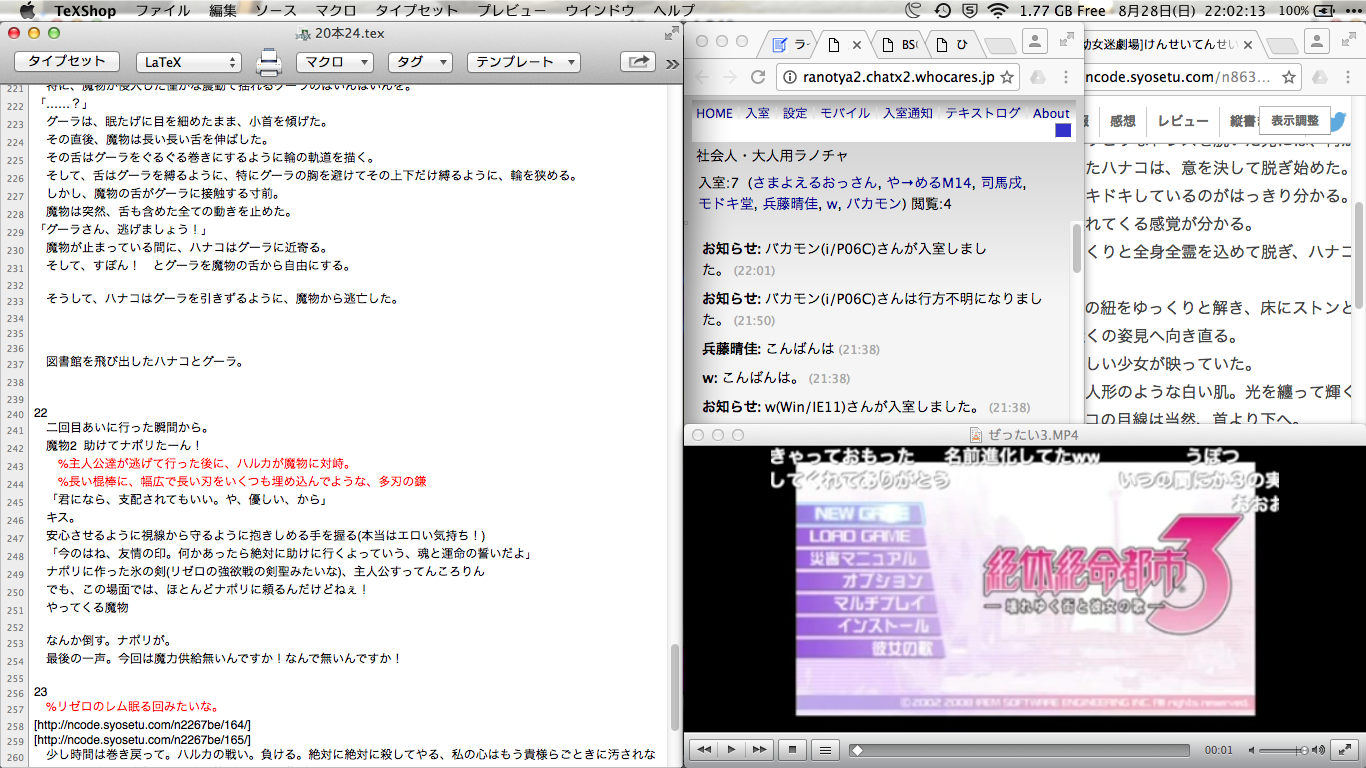 TeXShop ファイル 編集 ソース マクロ タイプセット プレビュー ウインドウ ヘルプ
1.77 GB Free 8月28日(日) 22:02:13 100%
20本24.tex
タイプセット LaTeX マクロ タグ テンプレート
221 特に、魔物が侵入した僅かな震動で揺れるグーラのぱいんぱいんを。
222 「……？」
223 グーラは、眠たげに目を細めたまま、小首を傾げた。
224 その直後、魔物は長い長い舌を伸ばした。
225 その舌はグーラをぐるぐる巻きにするように輪の軌道を描く。
226 そして、舌はグーラを縛るように、特にグーラの胸を避けてその上下だけ縛るように、輪を狭める。
227 しかし、魔物の舌がグーラに接触する寸前。
228 魔物は突然、舌も含めた全ての動きを止めた。
229 「グーラさん、逃げましょう！」
230 魔物が止まっている間に、ハナコはグーラに近寄る。
231 そして、すぽん！　とグーラを魔物の舌から自由にする。
232
233 そうして、ハナコはグーラを引きずるように、魔物から逃亡した。
234
235
236
237 図書館を飛び出したハナコとグーラ。
238
239
240 22
241 二回目あいに行った瞬間から。
242 魔物2 助けてナポリたーん！
243 %主人公達が逃げて行った後に、ハルカが魔物に対峙。
244 %長い棍棒に、幅広で長い刃をいくつも埋め込んでような、多刃の鎌
245 「君になら、支配されてもいい。や、優しい、から」
246 キス。
247 安心させるように視線から守るように抱きしめる手を握る(本当はエロい気持ち！)
248 「今のはね、友情の印。何かあったら絶対に助けに行くよっていう、魂と運命の誓いだよ」
249 ナポリに作った氷の剣(リゼロの強欲戦の剣聖みたいな)、主人公すってんころりん
250 でも、この場面では、ほとんどナポリに頼るんだけどねぇ！
251 やってくる魔物
252
253 なんか倒す。ナポリが。
254 最後の一声。今回は魔力供給無いんですか！なんで無いんですか！
255
256 23
257 %リゼロのレム眠る回みたいな。
258 [http://ncode.syosetu.com/n2267be/164/]
259 [http://ncode.syosetu.com/n2267be/165/]
260 少し時間は巻き戻って。ハルカの戦い。負ける。絶対に絶対に殺してやる、私の心はもう貴様らごときに汚されな
ラー BSC ひ
ranotya2.chatx2.whocares.jp
HOME 入室 設定 モバイル 入室通知 テキストログ About
社会人・大人用ラノチャ
入室:7 (さまよえるおっさん, や→めるM14, 司馬戌,
モドキ堂, 兵藤晴佳, w, バカモン) 閲覧:4
お知らせ: バカモン(i/P06C)さんが入室しまし
た。 (22:01)
お知らせ: バカモン(i/P06C)さんは行方不明になりまし
た。 (21:50)
兵藤晴佳: こんばんは (21:38)
w: こんばんは。 (21:38)
お知らせ: w(Win/IE11)さんが入室しました。 (21:38)
幼女迷劇場]けんせいてんせい
ncode.syosetu.com/n863...
感想 レビュー 縦書 表示調整
たハナコは、意を決して脱ぎ始めた。
キドキしているのがはっきり分かる。
れてくる感覚が分かる。
くりと全身全霊を込めて脱ぎ、ハナコ
の紐をゆっくりと解き、床にストンと
くの姿見へ向き直る。
しい少女が映っていた。
人形のような白い肌。光を纏って輝く
コの目線は当然、首より下へ。
ぜったい3.MP4
きゃっておもった 名前進化してたww うぽつ
してくれてありがとう いつの間にか3の実
おおお
NEW GAME
LOAD GAME
災害マニュアル
オプション
マルチプレイ
インストール
彼女の歌
絶体絶命都市3
―壊れゆく街と彼女の歌―
©2002-2008 IREM SOFTWARE ENGINEERING INC. All rights reserved.
00:01